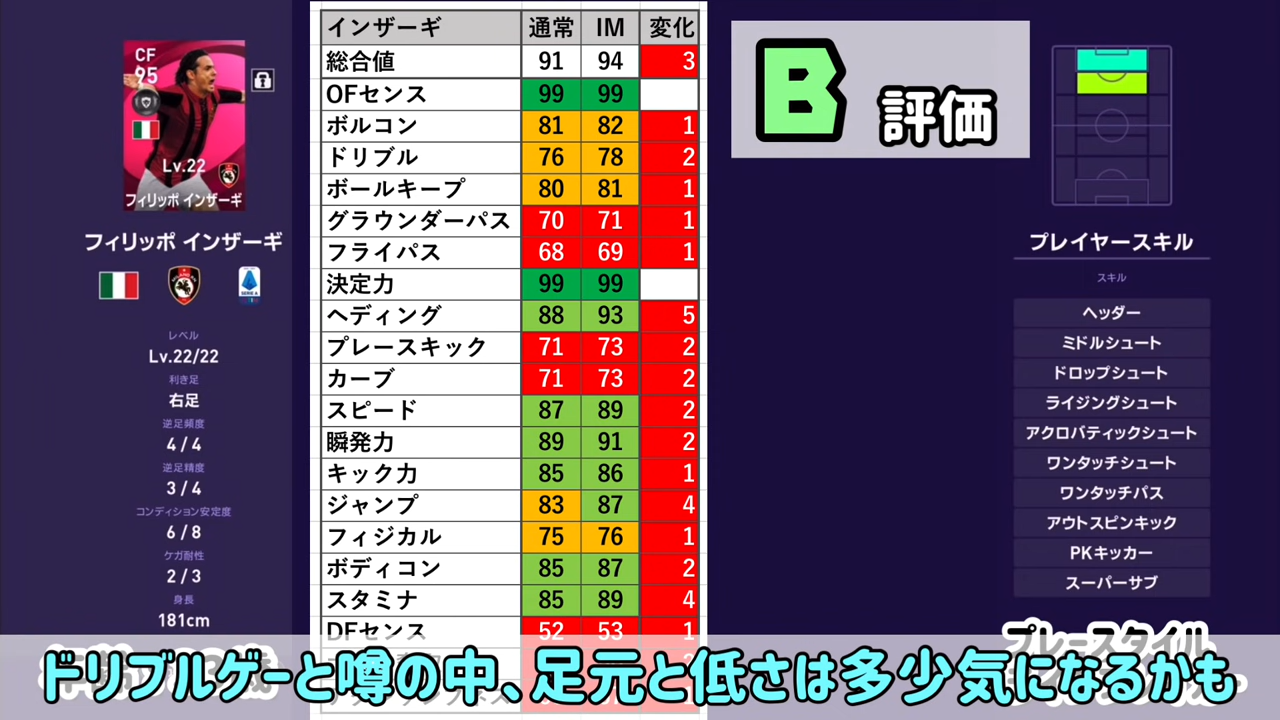 CF
95
Lv.22
フィリッポ インザーギ
フィリッポ インザーギ
SERIE A
レベル
Lv.22/22
利き足
右足
逆足頻度
4 / 4
逆足精度
3 / 4
コンディション安定度
6 / 8
ケガ耐性
2 / 3
身長
181cm
インザーギ 通常 IM 変化
総合値 91 94 3
OFセンス 99 99
ボルコン 81 82 1
ドリブル 76 78 2
ボールキープ 80 81 1
グラウンダーパス 70 71 1
フライパス 68 69 1
決定力 99 99
ヘディング 88 93 5
プレースキック 71 73 2
カーブ 71 73 2
スピード 87 89 2
瞬発力 89 91 2
キック力 85 86 1
ジャンプ 83 87 4
フィジカル 75 76 1
ボディコン 85 87 2
スタミナ 85 89 4
DFセンス 52 53 1
B 評価
プレイヤースキル
スキル
ヘッダー
ミドルシュート
ドロップシュート
ライジングシュート
アクロバティックシュート
ワンタッチシュート
ワンタッチパス
アウトスピンキック
PKキッカー
スーパーサブ
プレースタイル
ドリブルゲーと噂の中、足元と低さは多少気になるかも